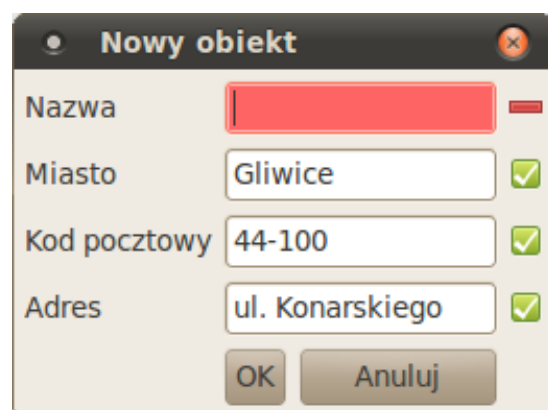 Nowy obiekt
Nazwa
Miasto Gliwice
Kod pocztowy 44-100
Adres ul. Konarskiego
OK Anuluj